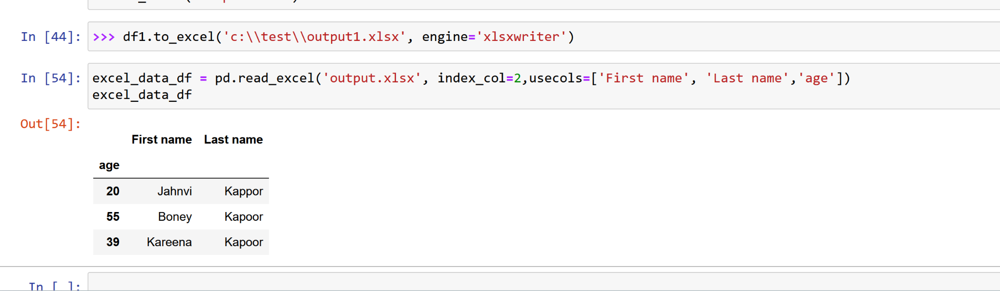 In [44]: >>> df1.to_excel('c:\\test\\output1.xlsx', engine='xlsxwriter')
In [54]: excel_data_df = pd.read_excel('output.xlsx', index_col=2,usecols=['First name', 'Last name','age'])
excel_data_df
Out[54]:
First name Last name
age
20 Jahnvi Kappor
55 Boney Kapoor
39 Kareena Kapoor
In [ ]: